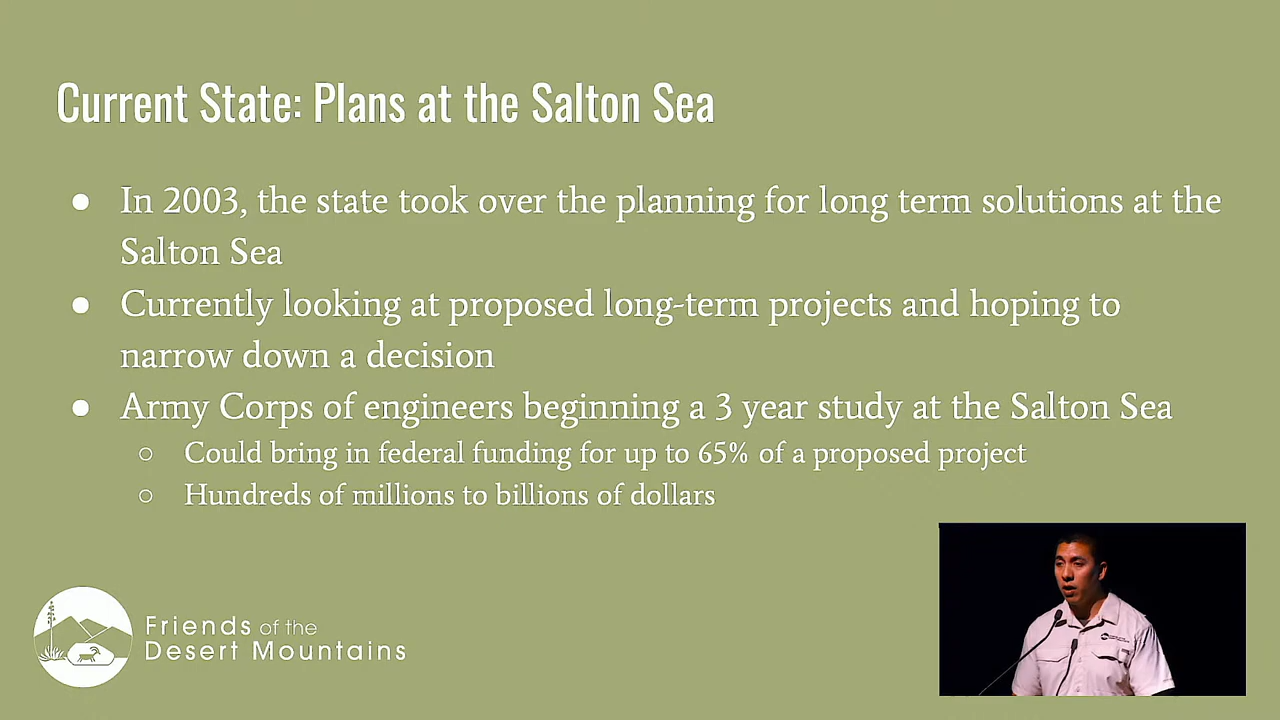 Current State: Plans at the Salton Sea
● In 2003, the state took over the planning for long term solutions at the
Salton Sea
● Currently looking at proposed long-term projects and hoping to
narrow down a decision
● Army Corps of engineers beginning a 3 year study at the Salton Sea
○ Could bring in federal funding for up to 65% of a proposed project
○ Hundreds of millions to billions of dollars
Friends of the
Desert Mountains